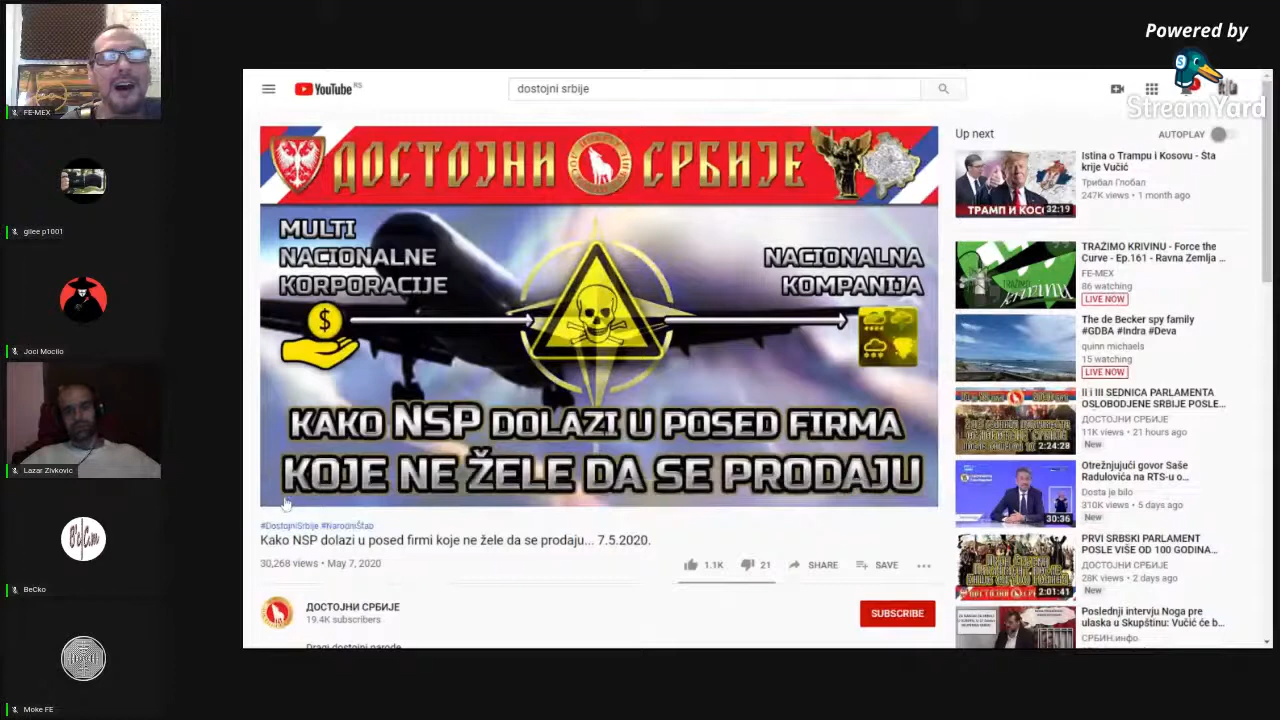 Powered by
StreamYard
FE-MEX
gilee p1001
Joci Mocilo
Lazar Zivkovic
BeCko
Moke FE
YouTube RS
dostojni srbije
ДОСТОЈНИ СРБИЈЕ
MULTI
NACIONALNE
KORPORACIJE
NACIONALNA
KOMPANIJA
$
KAKO NSP DOLAZI U POSED FIRMA
KOJE NE ŽELE DA SE PRODAJU
#DostojniSrbije #NarodniŠtab
Kako NSP dolazi u posed firmi koje ne žele da se prodaju... 7.5.2020.
30,268 views • May 7, 2020
1.1K
21
SHARE
SAVE
ДОСТОЈНИ СРБИЈЕ
19.4K subscribers
SUBSCRIBE
Dragi dostojni narode
Up next
AUTOPLAY
ТРАМП И КОС
32:19
Istina o Trampu i Kosovu - Šta
krije Vučić
Трибал Глобал
247K views • 1 month ago
TRAŽIMO KRIVINU - Force the
Curve - Ep.161 - Ravna Zemlja ...
FE-MEX
86 watching
LIVE NOW
The de Becker spy family
#GDBA #Indra #Deva
quinn michaels
15 watching
LIVE NOW
2:24:28
II i III SEDNICA PARLAMENTA
OSLOBODJENE SRBIJE POSLE...
ДОСТОЈНИ СРБИЈЕ
11K views • 21 hours ago
New
30:36
Otrežnjujući govor Saše
Radulovića na RTS-u o...
Dosta je bilo
310K views • 5 days ago
New
2:01:41
PRVI SRBSKI PARLAMENT
POSLE VIŠE OD 100 GODINA...
ДОСТОЈНИ СРБИЈЕ
28K views • 2 days ago
New
Poslednji intervju Noga pre
ulaska u Skupštinu: Vučić će b...
СРБИН.инфо